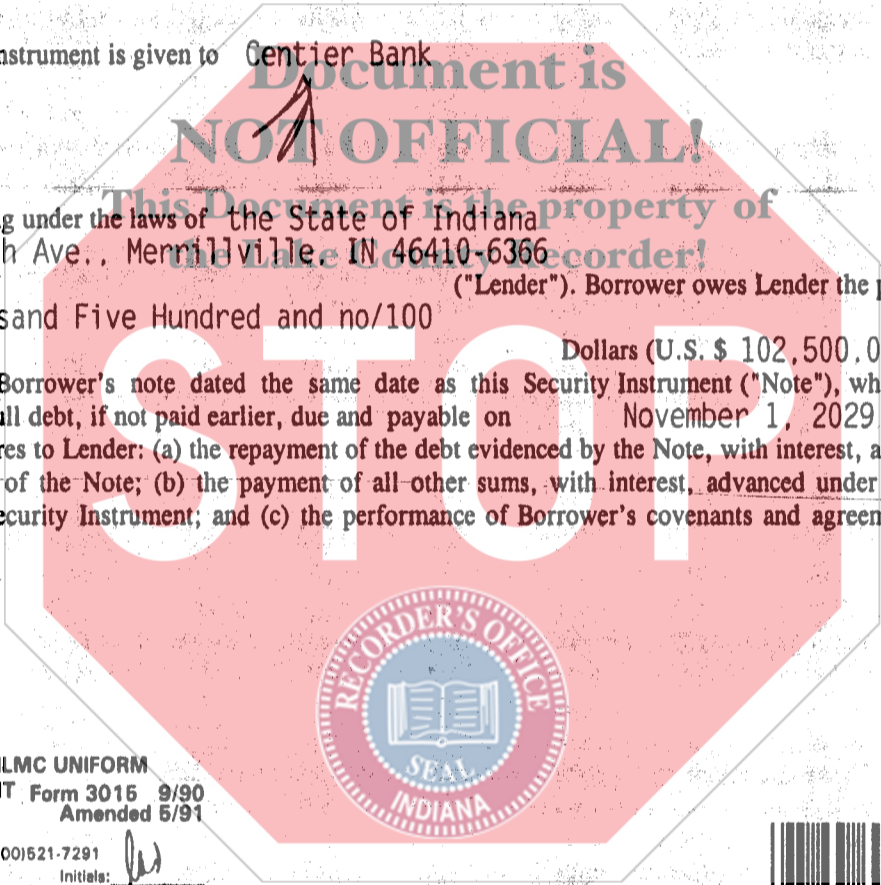 nstrument is given to Centier Bank
Document is
NOT OFFICIAL!
This Document is the property of
the Lake County Recorder!
g under the laws of the State of Indiana
h Ave., Merrillville, IN 46410-6366
("Lender"). Borrower owes Lender the p
sand Five Hundred and no/100
Dollars (U.S. $ 102,500.0
Borrower's note dated the same date as this Security Instrument ("Note"), wh
ll debt, if not paid earlier, due and payable on November 1, 2029
res to Lender: (a) the repayment of the debt evidenced by the Note, with interest, a
of the Note; (b) the payment of all other sums, with interest, advanced under
ecurity Instrument; and (c) the performance of Borrower's covenants and agreem
STOP
RECORDER'S OFFICE
SEAL
INDIANA
LMC UNIFORM
T Form 3015 9/90
Amended 5/91
00)521-7291
Initials: